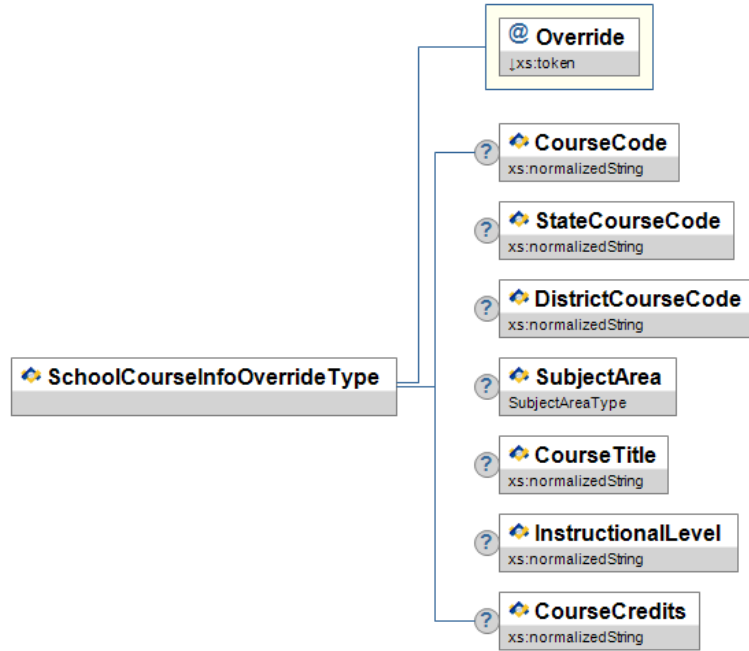 @ Override
↓xs:token
? CourseCode
xs:normalizedString
? StateCourseCode
xs:normalizedString
? DistrictCourseCode
xs:normalizedString
SchoolCourseInfoOverrideType
? SubjectArea
SubjectAreaType
? CourseTitle
xs:normalizedString
? InstructionalLevel
xs:normalizedString
? CourseCredits
xs:normalizedString